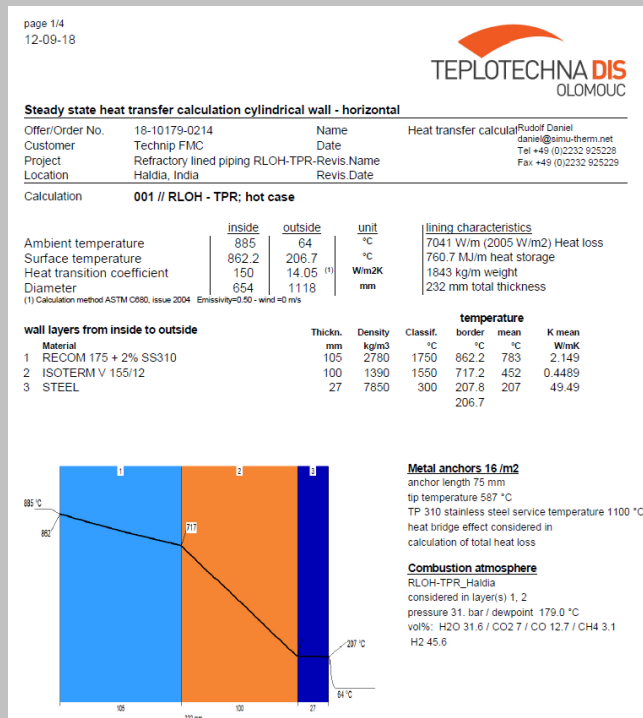 page 1/4
12-09-18
TEPLOTECHNA DIS
OLOMOUC
Steady state heat transfer calculation cylindrical wall - horizontal
Offer/Order No. 18-10179-0214 Name Heat transfer calculat Rudolf Daniel
Customer Technip FMC Date daniel@simu-therm.net
Project Refractory lined piping RLOH-TPR-Revis.Name Tel +49 (0)2232 925228
Location Haldia, India Revis.Date Fax +49 (0)2232 925229
Calculation 001 // RLOH - TPR; hot case
inside outside unit lining characteristics
Ambient temperature 885 64 °C 7041 W/m (2005 W/m2) Heat loss
Surface temperature 862.2 206.7 °C 760.7 MJ/m heat storage
Heat transition coefficient 150 14.05 (1) W/m2K 1843 kg/m weight
Diameter 654 1118 mm 232 mm total thickness
(1) Calculation method ASTM C680, issue 2004 Emissivity=0.50 - wind =0 m/s
temperature
wall layers from inside to outside Thickn. Density Classif. border mean K mean
Material mm kg/m3 °C °C °C W/mK
1 RECOM 175 + 2% SS310 105 2780 1750 862.2 783 2.149
2 ISOTERM V 155/12 100 1390 1550 717.2 452 0.4489
3 STEEL 27 7850 300 207.8 207 49.49
206.7
1 2 3
885 °C
862
717
207 °C
64 °C
105 100 27
Metal anchors 16 /m2
anchor length 75 mm
tip temperature 587 °C
TP 310 stainless steel service temperature 1100 °C
heat bridge effect considered in
calculation of total heat loss
Combustion atmosphere
RLOH-TPR_Haldia
considered in layer(s) 1, 2
pressure 31. bar / dewpoint 179.0 °C
vol%: H2O 31.6 / CO2 7 / CO 12.7 / CH4 3.1
H2 45.6